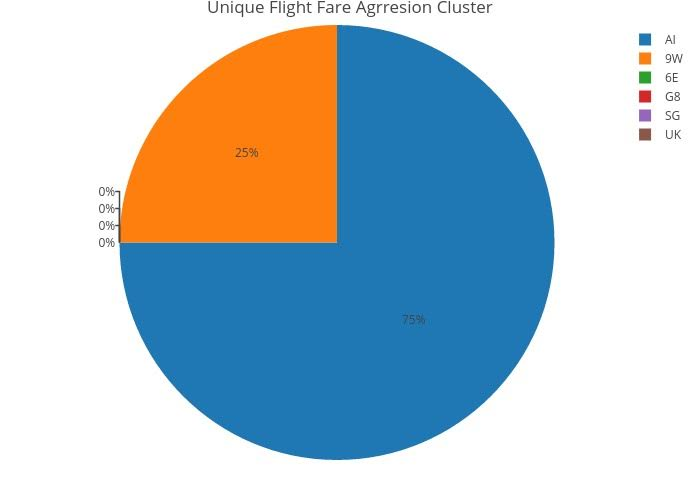 Unique Flight Fare Agrresion Cluster
AI
9W
6E
G8
SG
UK
25%
0%
0%
0%
0%
75%